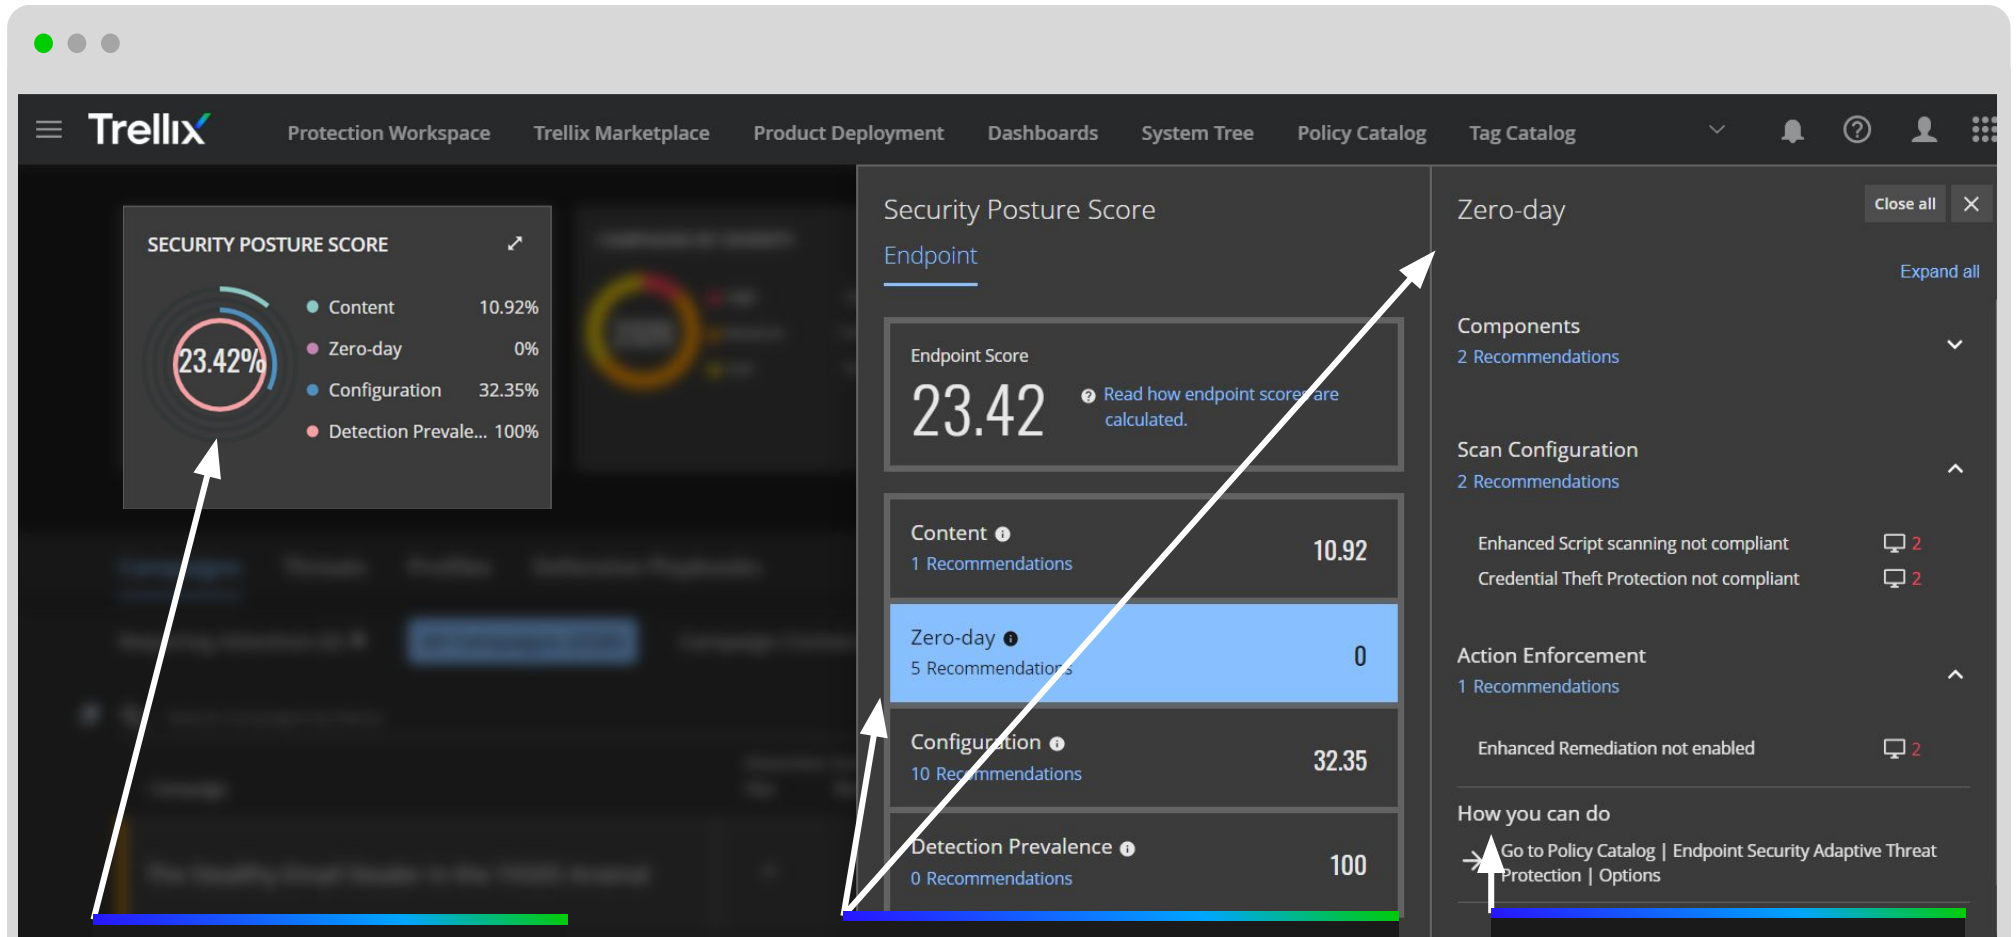 Trellix
Protection Workspace
Trellix Marketplace
Product Deployment
Dashboards
System Tree
Policy Catalog
Tag Catalog
SECURITY POSTURE SCORE
23.42%
Content 10.92%
Zero-day 0%
Configuration 32.35%
Detection Prevale... 100%
Security Posture Score
Endpoint
Endpoint Score
23.42
Read how endpoint scores are
calculated.
Content
1 Recommendations
10.92
Zero-day
5 Recommendations
0
Configuration
10 Recommendations
32.35
Detection Prevalence
0 Recommendations
100
Zero-day
Close all
Expand all
Components
2 Recommendations
Scan Configuration
2 Recommendations
Enhanced Script scanning not compliant 2
Credential Theft Protection not compliant 2
Action Enforcement
1 Recommendations
Enhanced Remediation not enabled 2
How you can do
Go to Policy Catalog | Endpoint Security Adaptive Threat
Protection | Options